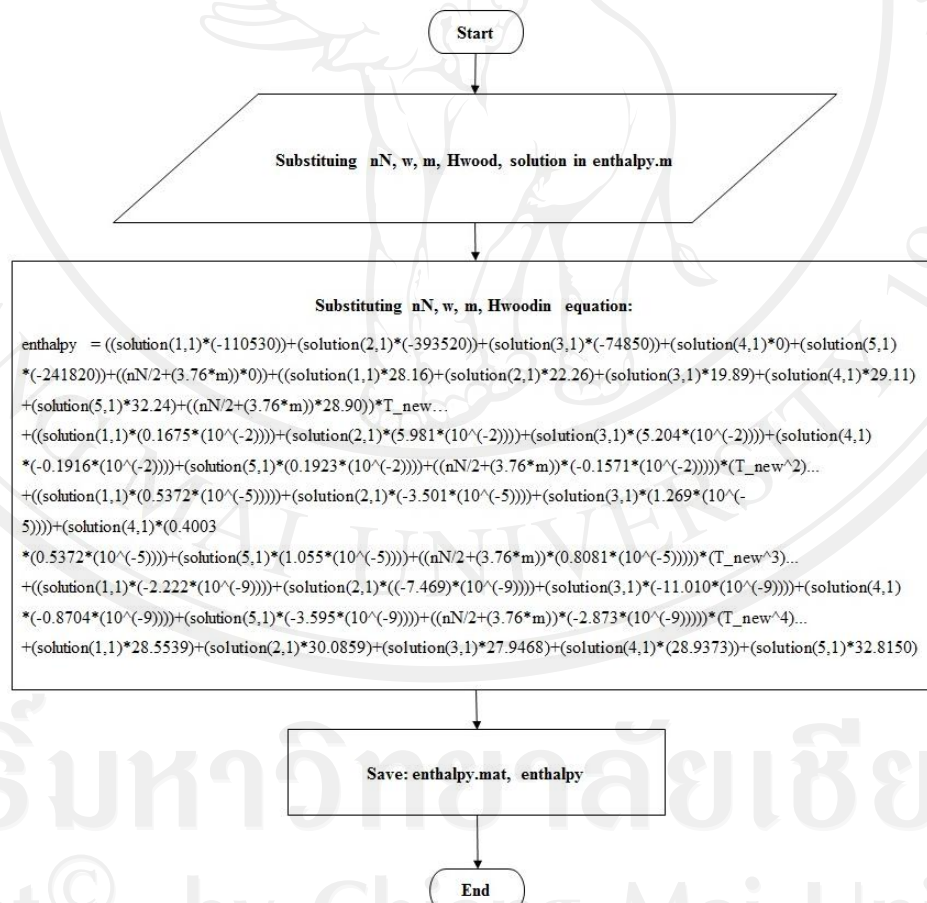 Start
Substituing nN, w, m, Hwood, solution in enthalpy.m
Substituting nN, w, m, Hwoodin equation:
enthalpy = ((solution(1,1)*(-110530))+(solution(2,1)*(-393520))+(solution(3,1)*(-74850))+(solution(4,1)*0)+(solution(5,1)
*(-241820))+((nN/2+(3.76*m))*0))+((solution(1,1)*28.16)+(solution(2,1)*22.26)+(solution(3,1)*19.89)+(solution(4,1)*29.11)
+(solution(5,1)*32.24)+((nN/2+(3.76*m))*28.90))*T_new…
+((solution(1,1)*(0.1675*(10^(-2))))+(solution(2,1)*(5.981*(10^(-2))))+(solution(3,1)*(5.204*(10^(-2))))+(solution(4,1)
*(-0.1916*(10^(-2))))+(solution(5,1)*(0.1923*(10^(-2))))+((nN/2+(3.76*m))*(-0.1571*(10^(-2)))))*(T_new^2)...
+((solution(1,1)*(0.5372*(10^(-5)))))+(solution(2,1)*(-3.501*(10^(-5))))+(solution(3,1)*(1.269*(10^(-
5))))+(solution(4,1)*(0.4003
*(0.5372*(10^(-5))))+(solution(5,1)*(1.055*(10^(-5))))+((nN/2+(3.76*m))*(0.8081*(10^(-5)))))*(T_new^3)...
+((solution(1,1)*(-2.222*(10^(-9))))+(solution(2,1)*((-7.469)*(10^(-9))))+(solution(3,1)*(-11.010*(10^(-9))))+(solution(4,1)
*(-0.8704*(10^(-9))))+(solution(5,1)*(-3.595*(10^(-9))))+((nN/2+(3.76*m))*(-2.873*(10^(-9)))))*(T_new^4)...
+(solution(1,1)*28.5539)+(solution(2,1)*30.0859)+(solution(3,1)*27.9468)+(solution(4,1)*(28.9373))+(solution(5,1)*32.8150)
Save: enthalpy.mat, enthalpy
End